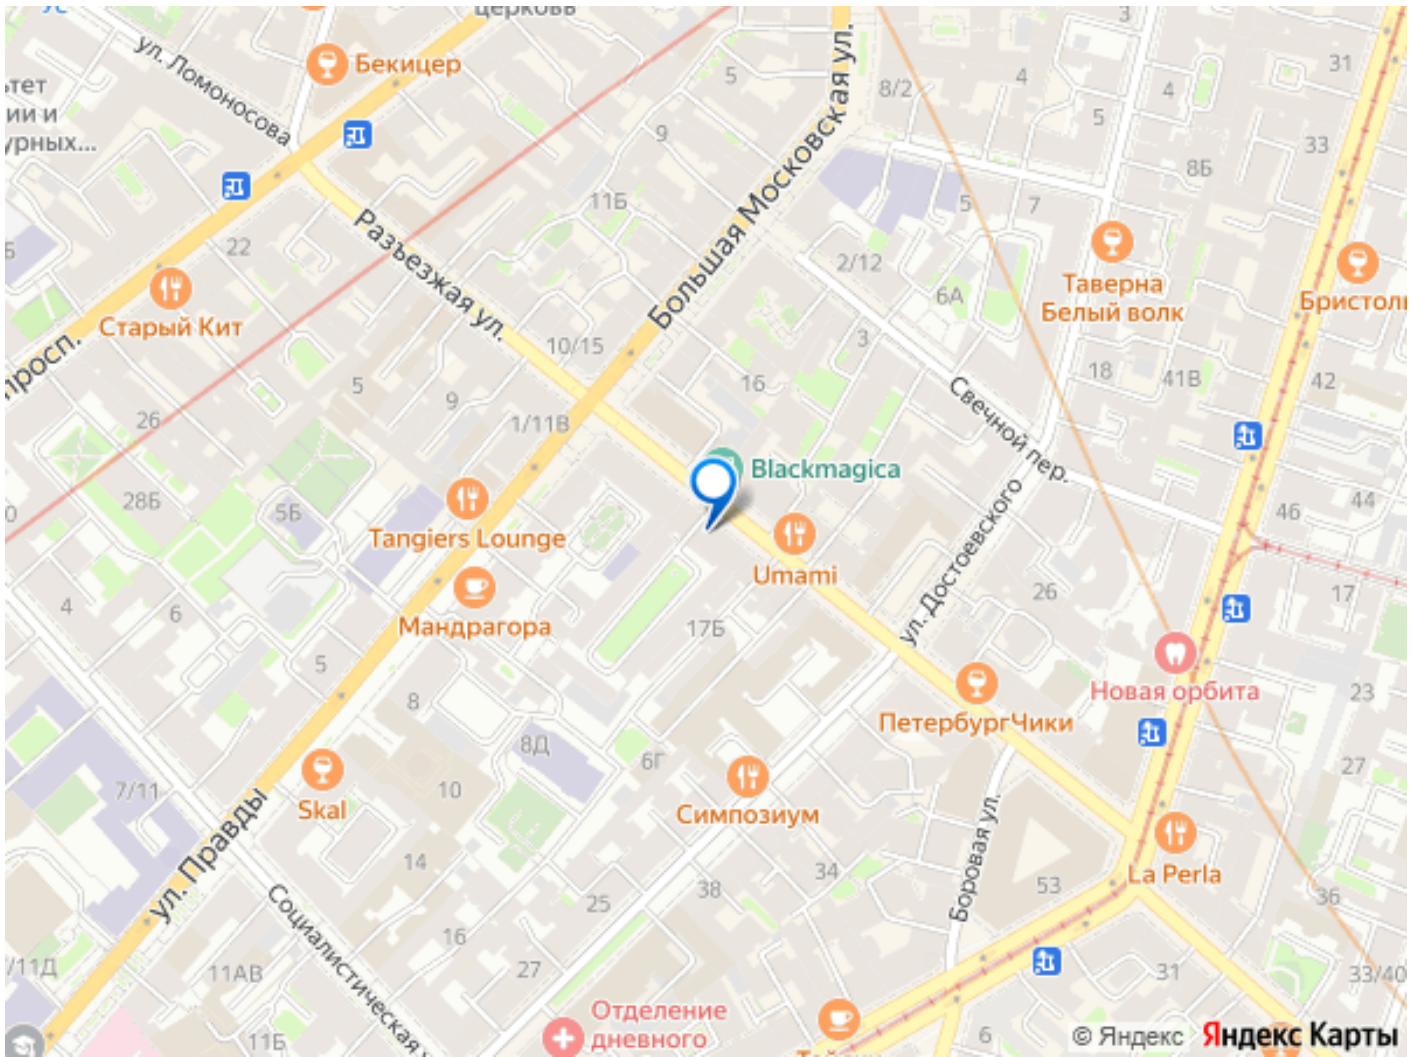 церковь
ул. Ломоносова
Бекицер
5
8/2
4
3
31
4
5
33
тет
ии и
урных...
9
8Б
11Б
Разъезжая ул.
Большая Московская ул.
5
7
22
Таверна
Белый волк
Бристоль
2/12
6А
Старый Кит
просп.
10/15
3
5
9
16
18
41В
42
26
1/11В
Свечной пер.
Blackmagica
28Б
5Б
Tangiers Lounge
Umami
ул. Достоевского
46
44
26
17
4
6
Мандрагора
17Б
5
8
Новая орбита
23
ПетербургЧики
8Д
6Г
27
7/11
10
Skal
Симпозиум
Боровая ул.
La Perla
ул. Правды
14
34
53
36
38
25
Социалистическая
16
27
/11Д
11АВ
31
33/40
Отделение
дневного
11Б
6
© Яндекс
Яндекс Карты